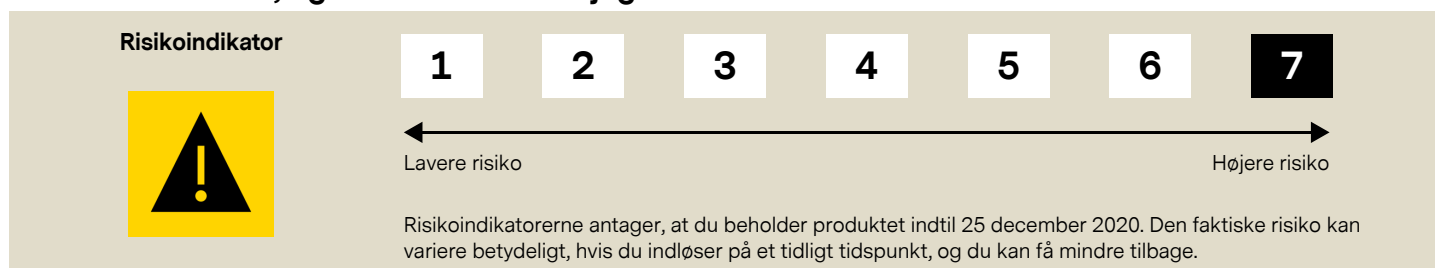 Risikoindikator
1 2 3 4 5 6 7
Lavere risiko Højere risiko
Risikoindikatorerne antager, at du beholder produktet indtil 25 december 2020. Den faktiske risiko kan
variere betydeligt, hvis du indløser på et tidligt tidspunkt, og du kan få mindre tilbage.